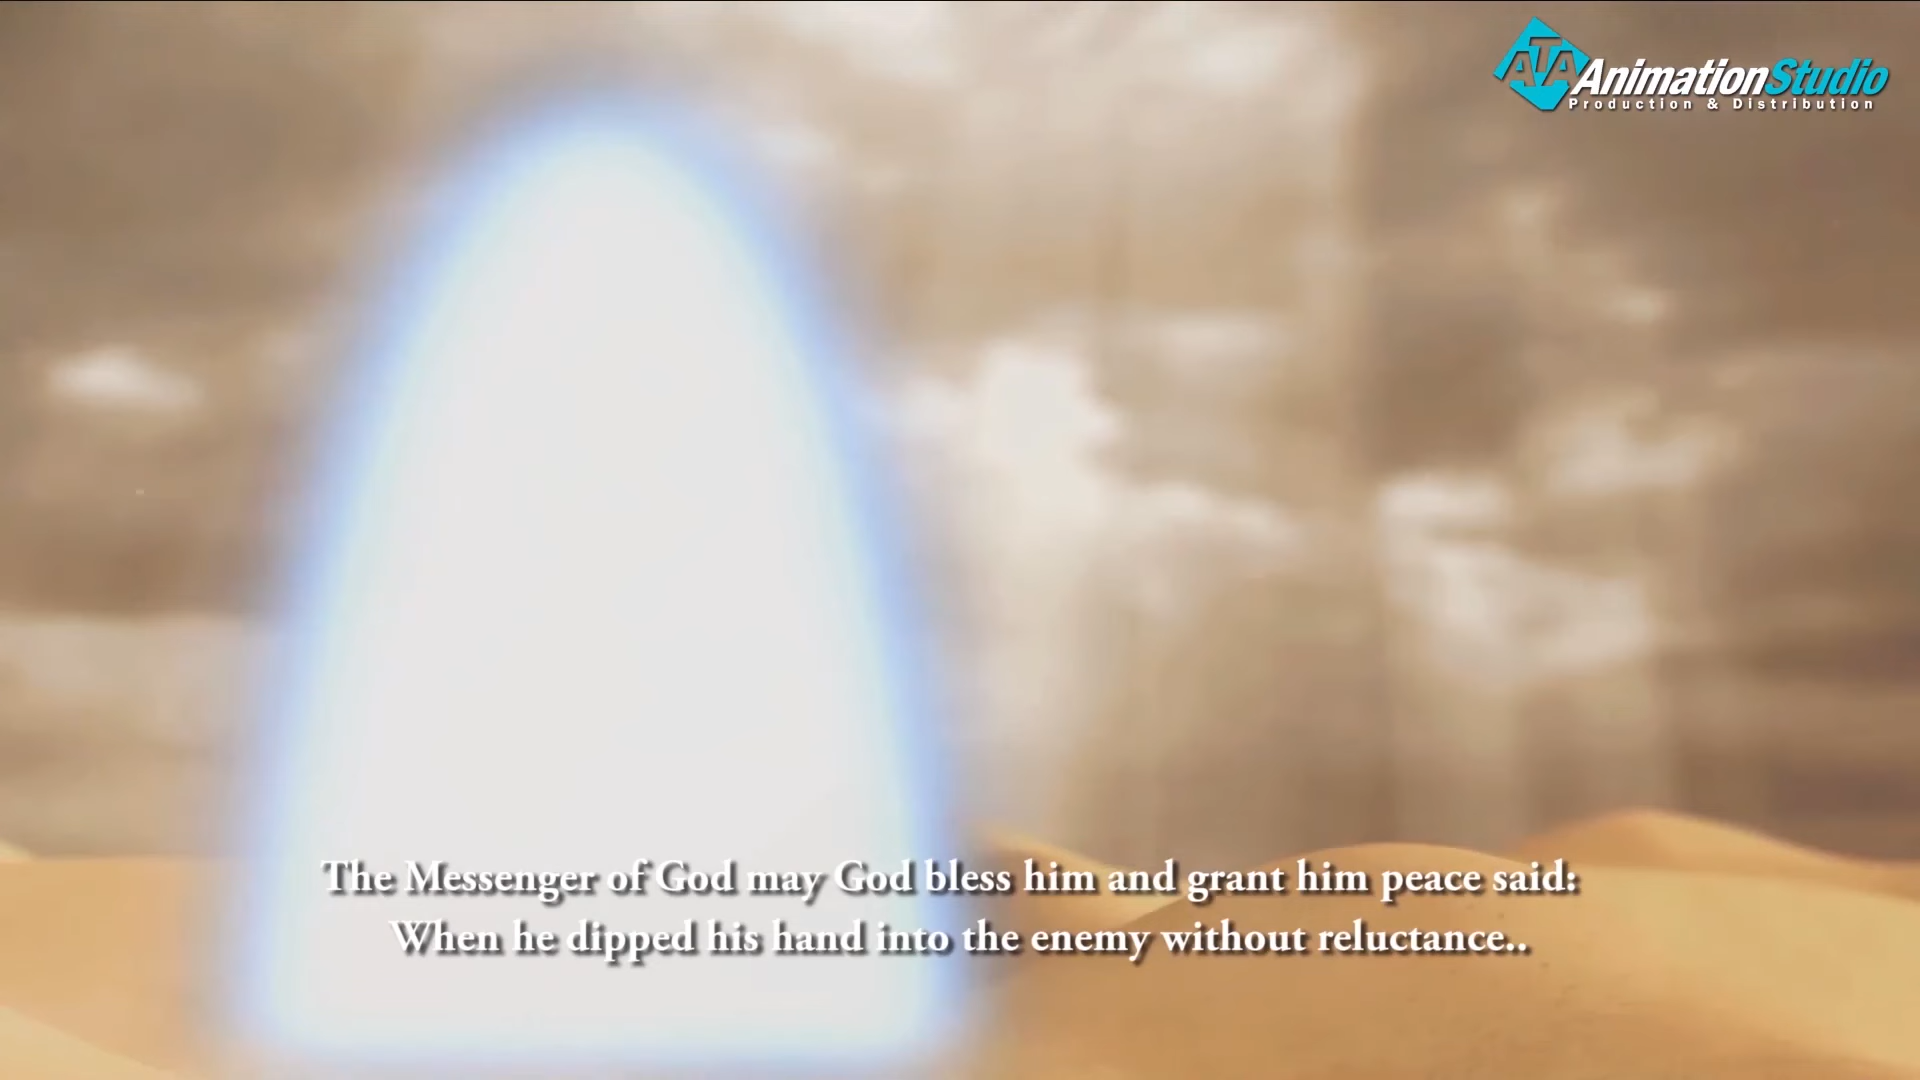 ATA AnimationStudio
Production & Distribution
The Messenger of God may God bless him and grant him peace said:
When he dipped his hand into the enemy without reluctance..